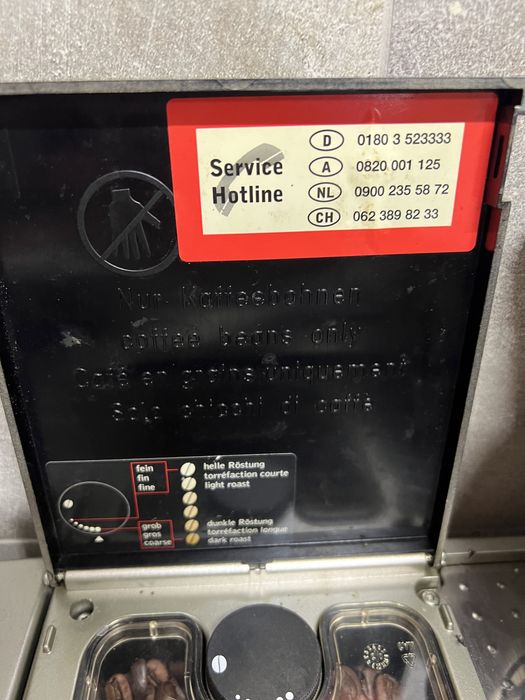 Service
Hotline
D 0180 3 523333
A 0820 001 125
NL 0900 235 58 72
CH 062 389 82 33
Nur Kaffeebohnen
coffee beans only
Café en grains uniquement
Solo chicchi di caffè
fein
fin
fine
helle Röstung
torréfaction courte
light roast
grob
gros
coarse
dunkle Röstung
torréfaction longue
dark roast